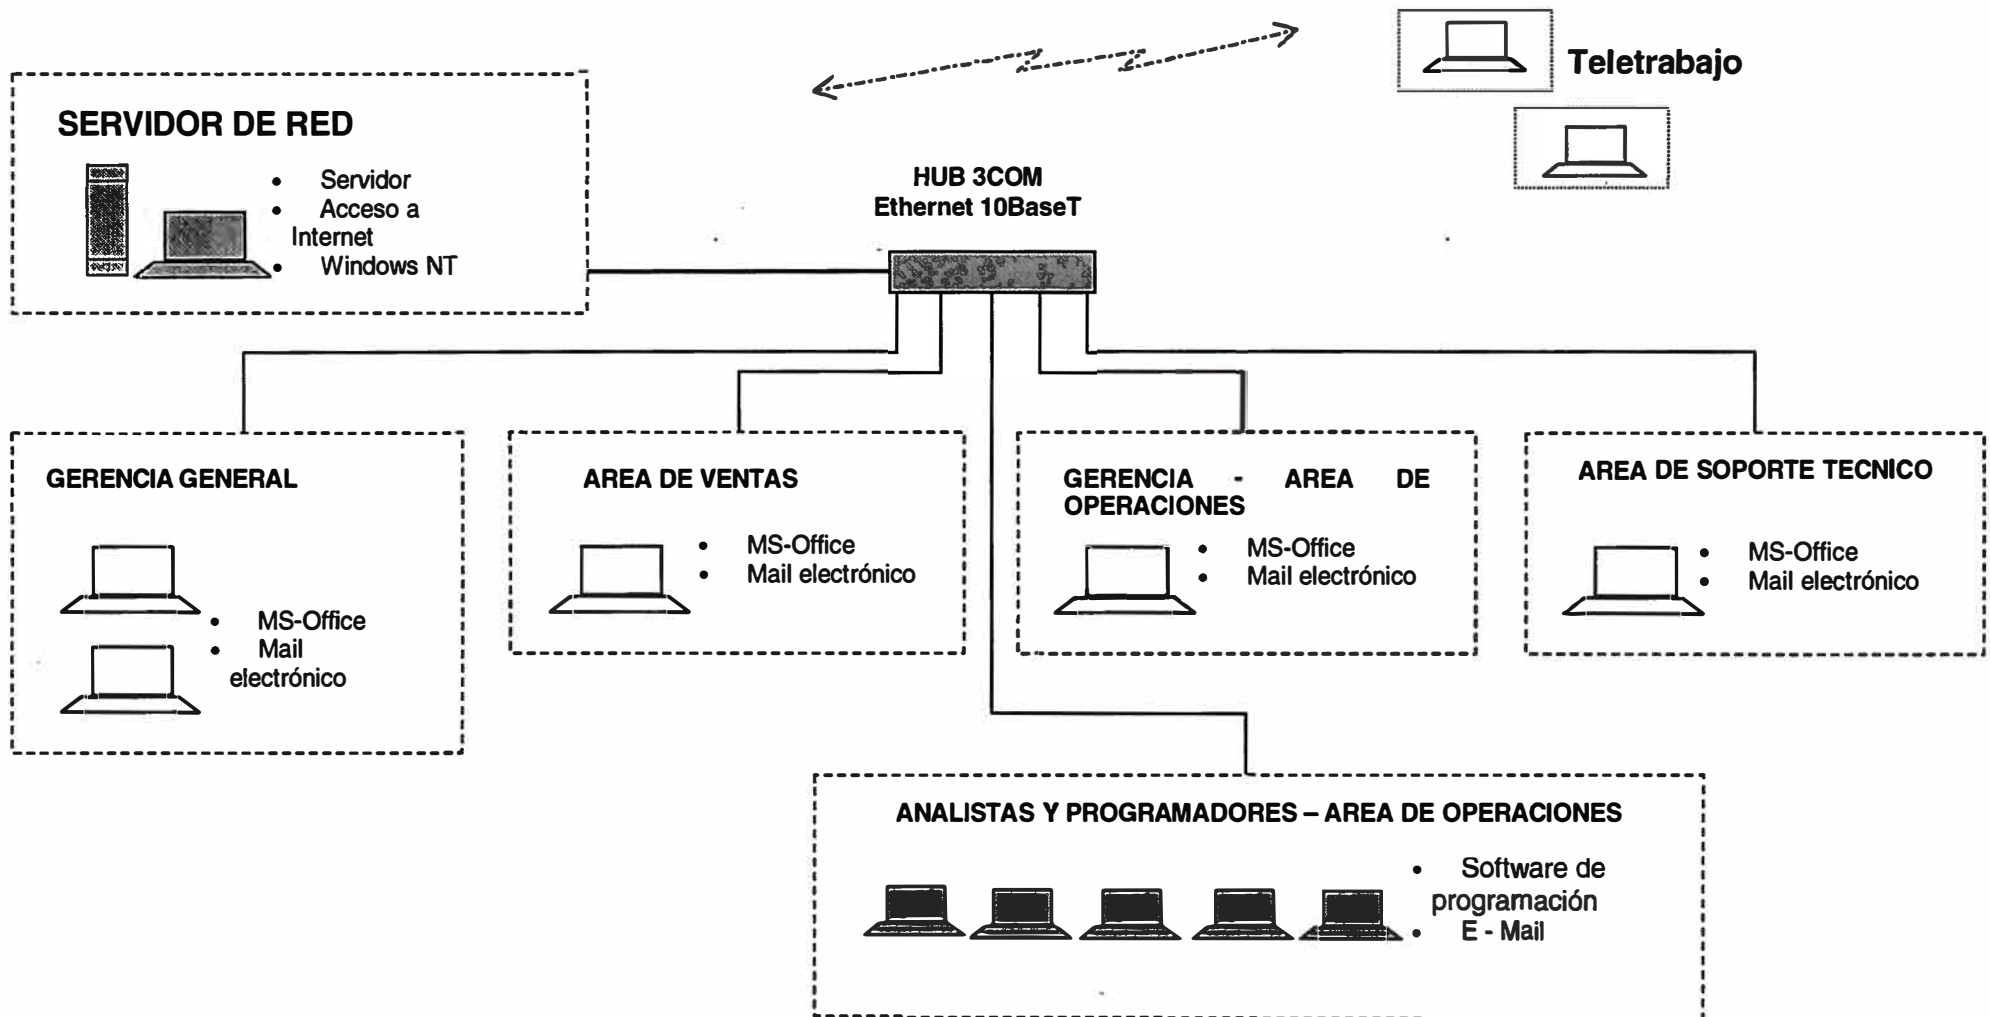 Teletrabajo
SERVIDOR DE RED
• Servidor
• Acceso a
Internet
• Windows NT
HUB 3COM
Ethernet 10BaseT
GERENCIA GENERAL
• MS-Office
• Mail
electrónico
AREA DE VENTAS
• MS-Office
• Mail electrónico
GERENCIA - AREA DE
OPERACIONES
• MS-Office
• Mail electrónico
AREA DE SOPORTE TECNICO
• MS-Office
• Mail electrónico
ANALISTAS Y PROGRAMADORES – AREA DE OPERACIONES
• Software de
programación
• E - Mail